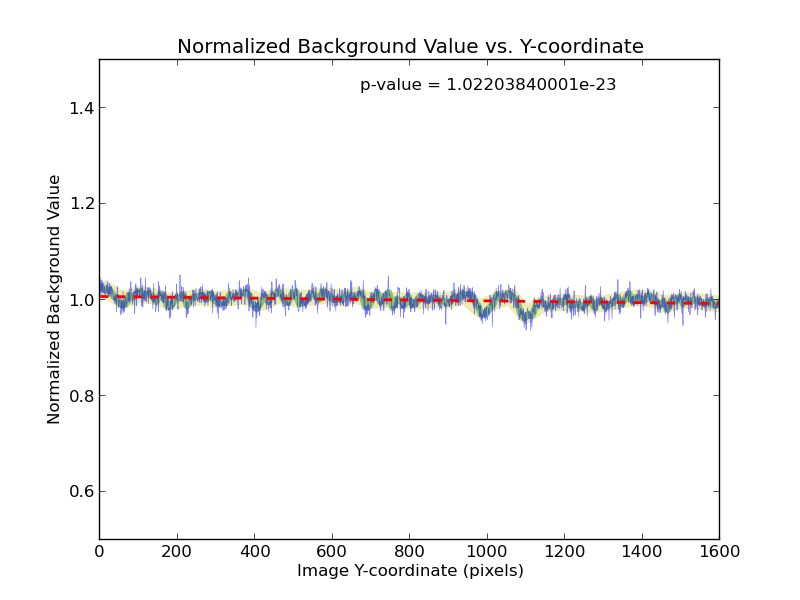 Normalized Background Value vs. Y-coordinate
p-value = 1.02203840001e-23
1.4
1.2
1.0
0.8
0.6
Normalized Background Value
0 200 400 600 800 1000 1200 1400 1600
Image Y-coordinate (pixels)